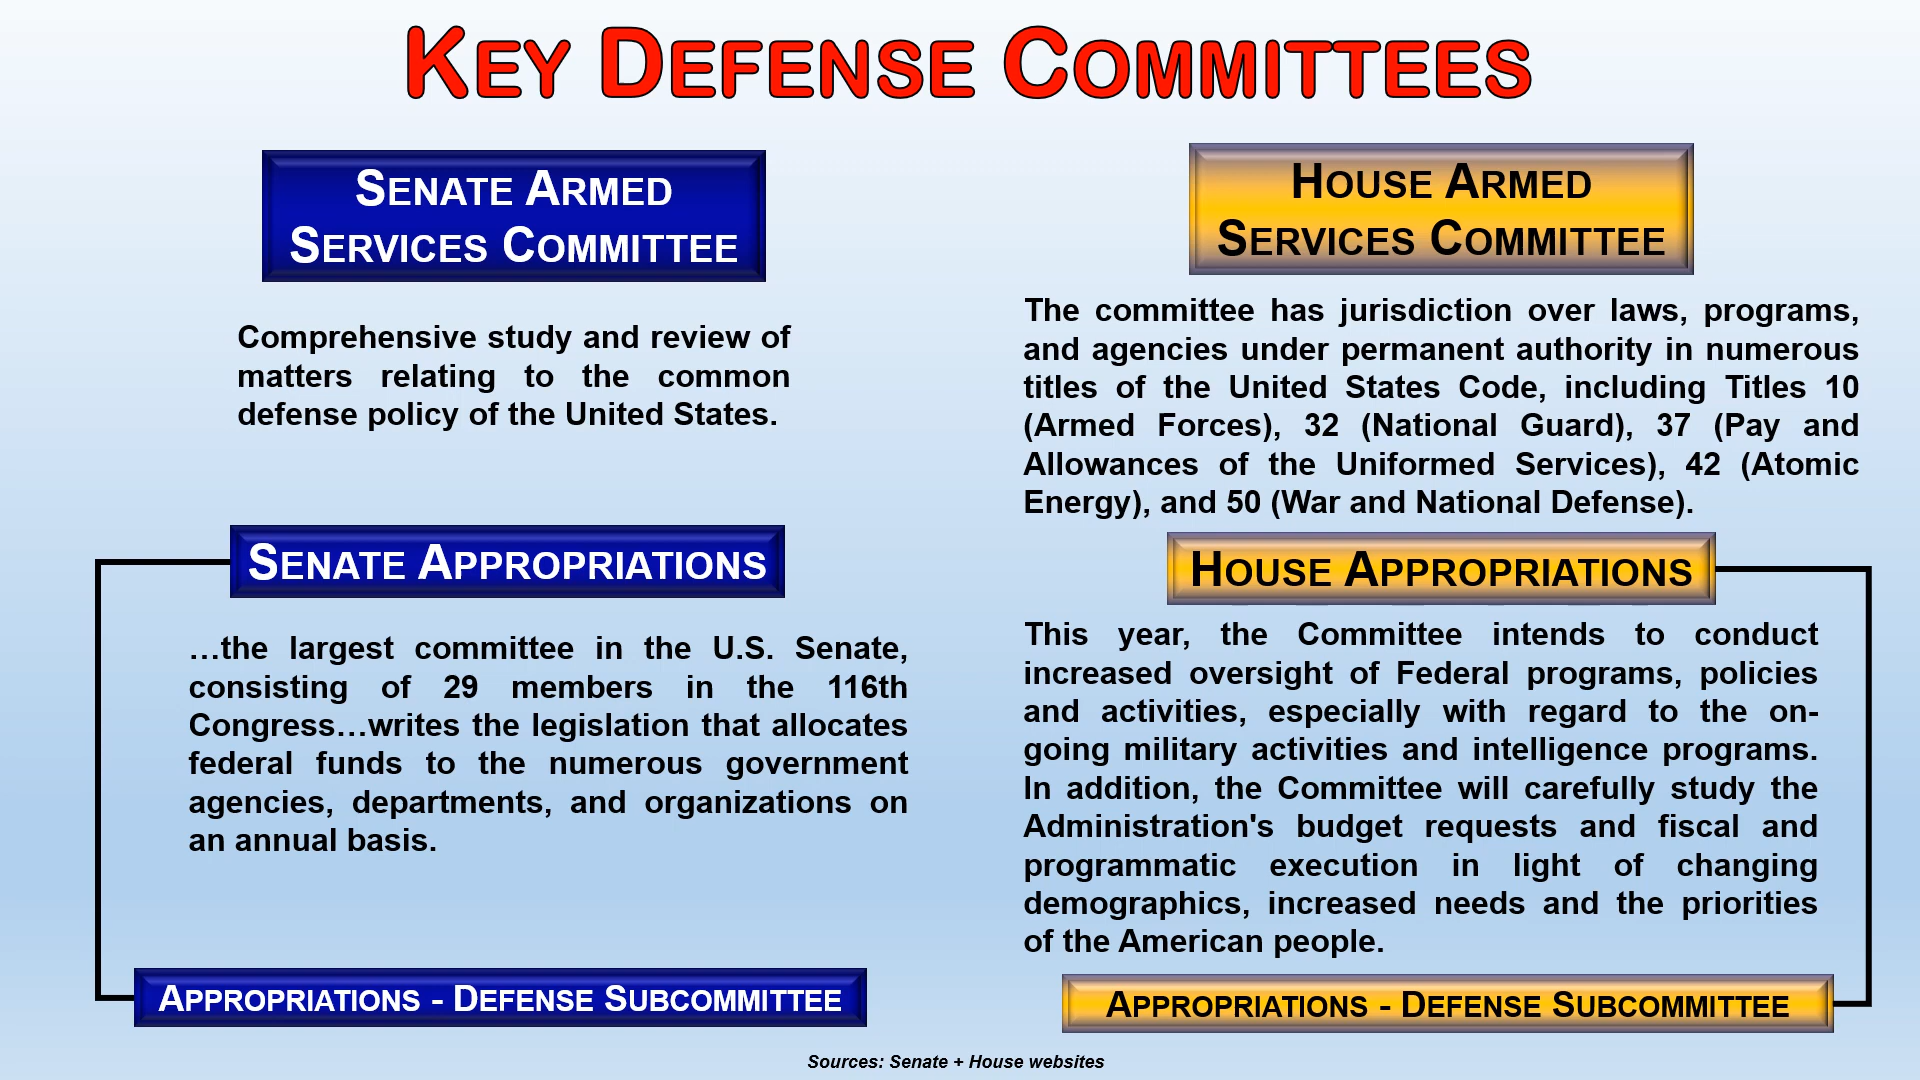 KEY DEFENSE COMMITTEES
SENATE ARMED
SERVICES COMMITTEE
Comprehensive study and review of
matters relating to the common
defense policy of the United States.
SENATE APPROPRIATIONS
…the largest committee in the U.S. Senate,
consisting of 29 members in the 116th
Congress…writes the legislation that allocates
federal funds to the numerous government
agencies, departments, and organizations on
an annual basis.
APPROPRIATIONS - DEFENSE SUBCOMMITTEE
HOUSE ARMED
SERVICES COMMITTEE
The committee has jurisdiction over laws, programs,
and agencies under permanent authority in numerous
titles of the United States Code, including Titles 10
(Armed Forces), 32 (National Guard), 37 (Pay and
Allowances of the Uniformed Services), 42 (Atomic
Energy), and 50 (War and National Defense).
HOUSE APPROPRIATIONS
This year, the Committee intends to conduct
increased oversight of Federal programs, policies
and activities, especially with regard to the on-
going military activities and intelligence programs.
In addition, the Committee will carefully study the
Administration's budget requests and fiscal and
programmatic execution in light of changing
demographics, increased needs and the priorities
of the American people.
APPROPRIATIONS - DEFENSE SUBCOMMITTEE
Sources: Senate + House websites